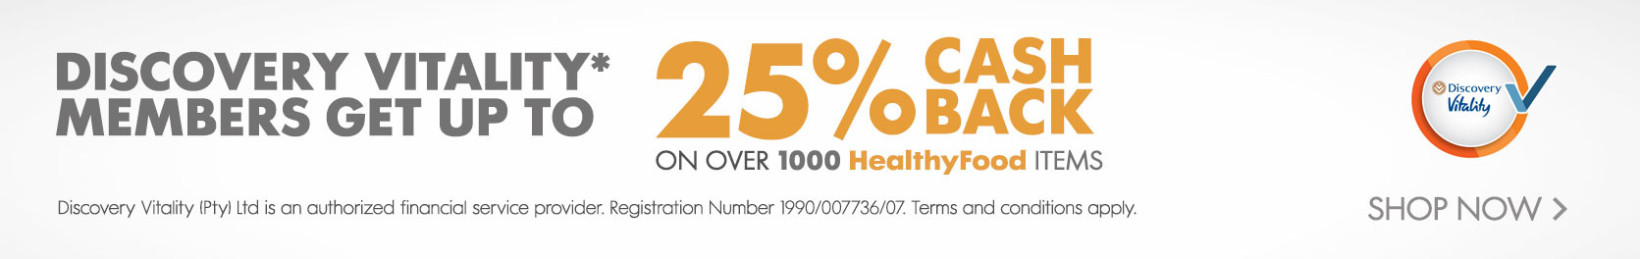 DISCOVERY VITALITY*
MEMBERS GET UP TO
25% CASH BACK
ON OVER 1000 HealthyFood ITEMS
Discovery Vitality (Pty) Ltd is an authorized financial service provider. Registration Number 1990/007736/07. Terms and conditions apply.
Discovery
Vitality
SHOP NOW >